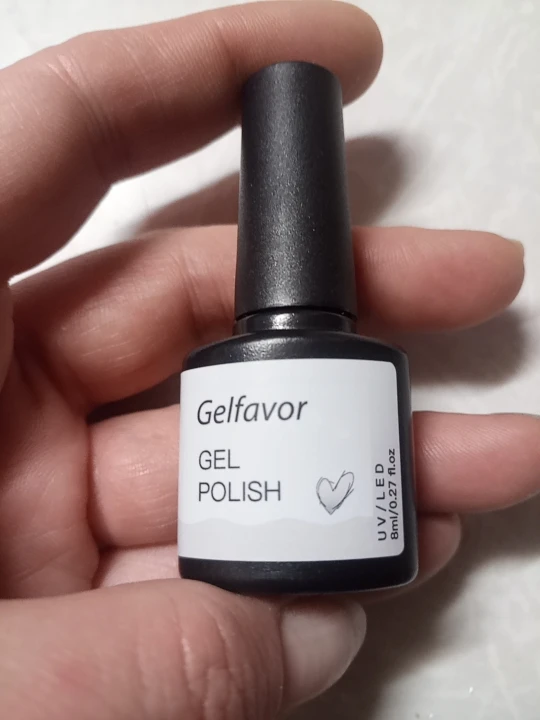 Gelfavor
GEL
POLISH
UV/LED
8ml/0.27 fl.oz